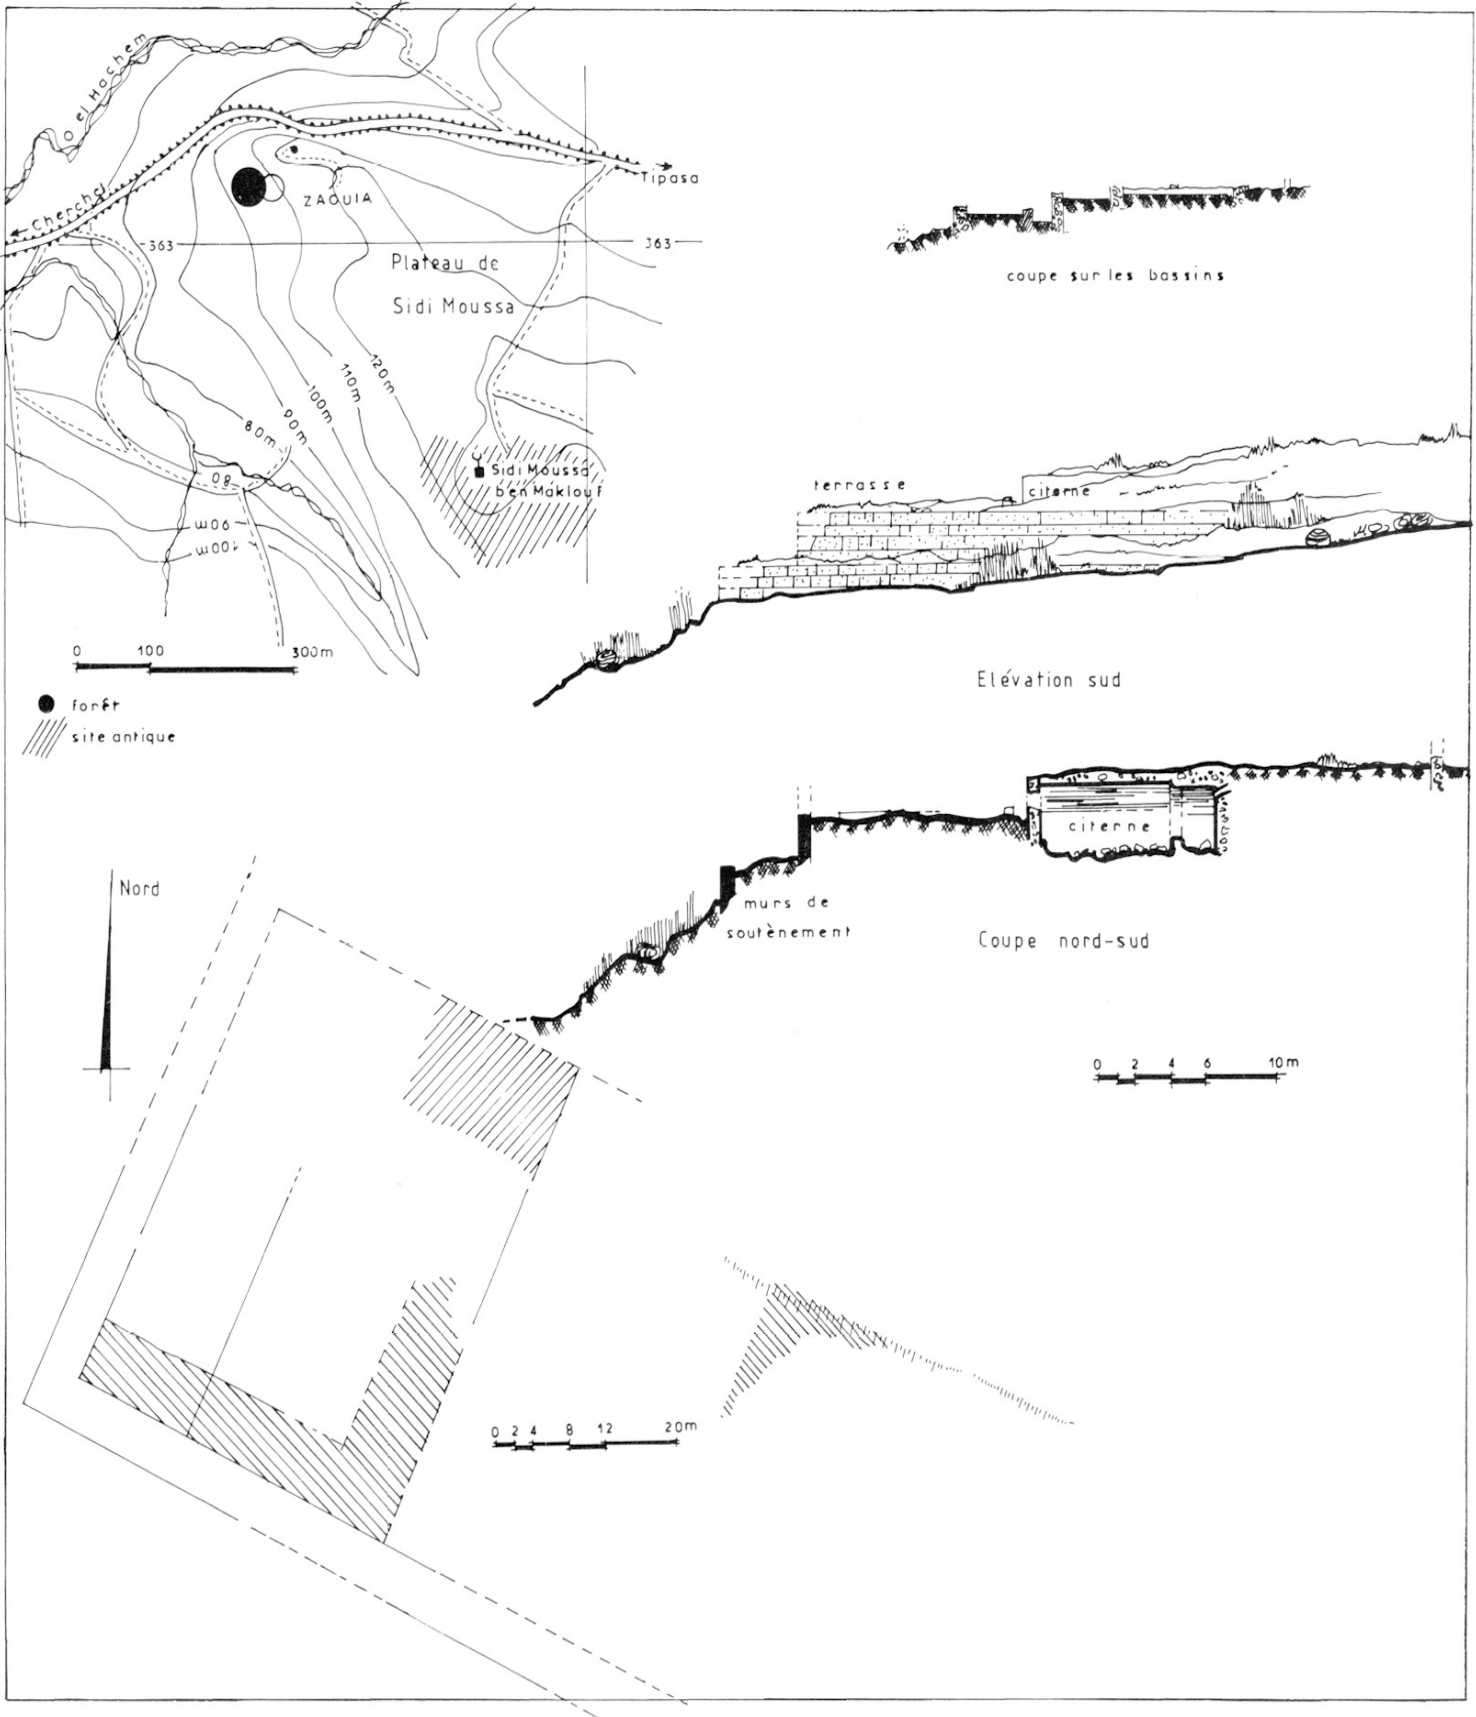 O el Hachem
Tipasa
Cherchel
ZAOUIA
363
363
Plateau de
Sidi Moussa
120m
110m
100m
90m
80m
Sidi Moussa
ben Maklouf
80
90m
100m
0 100 300m
forêt
site antique
coupe sur les bassins
terrasse
citerne
Elévation sud
citerne
murs de
soutènement
Coupe nord-sud
0 2 4 6 10m
Nord
0 2 4 8 12 20m